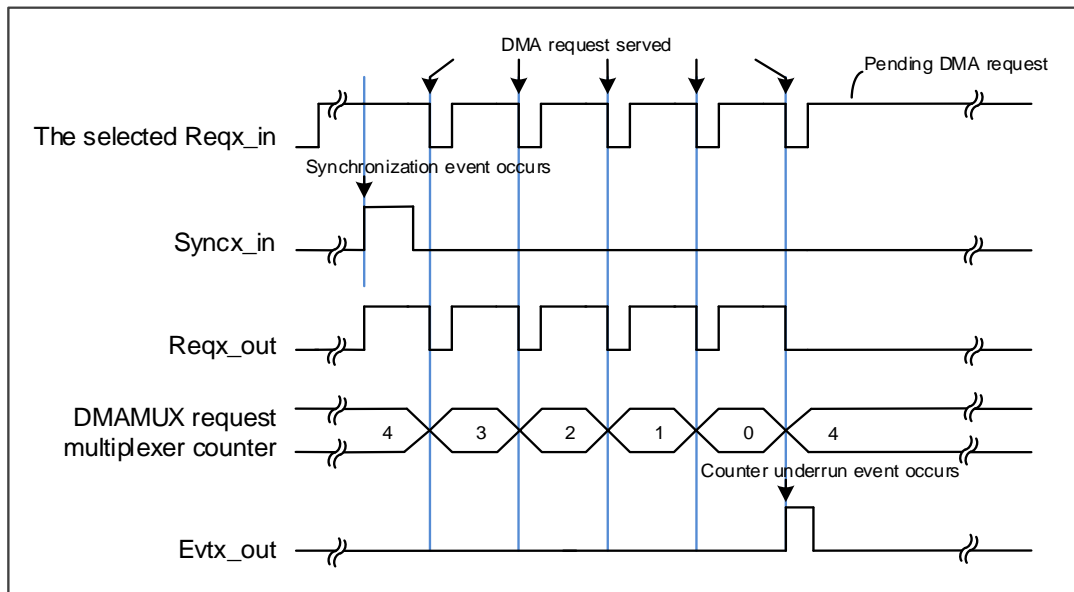 DMA request served
Pending DMA request
The selected Reqx_in
Synchronization event occurs
Syncx_in
Reqx_out
DMAMUX request
multiplexer counter
4 3 2 1 0 4
Counter underrun event occurs
Evtx_out